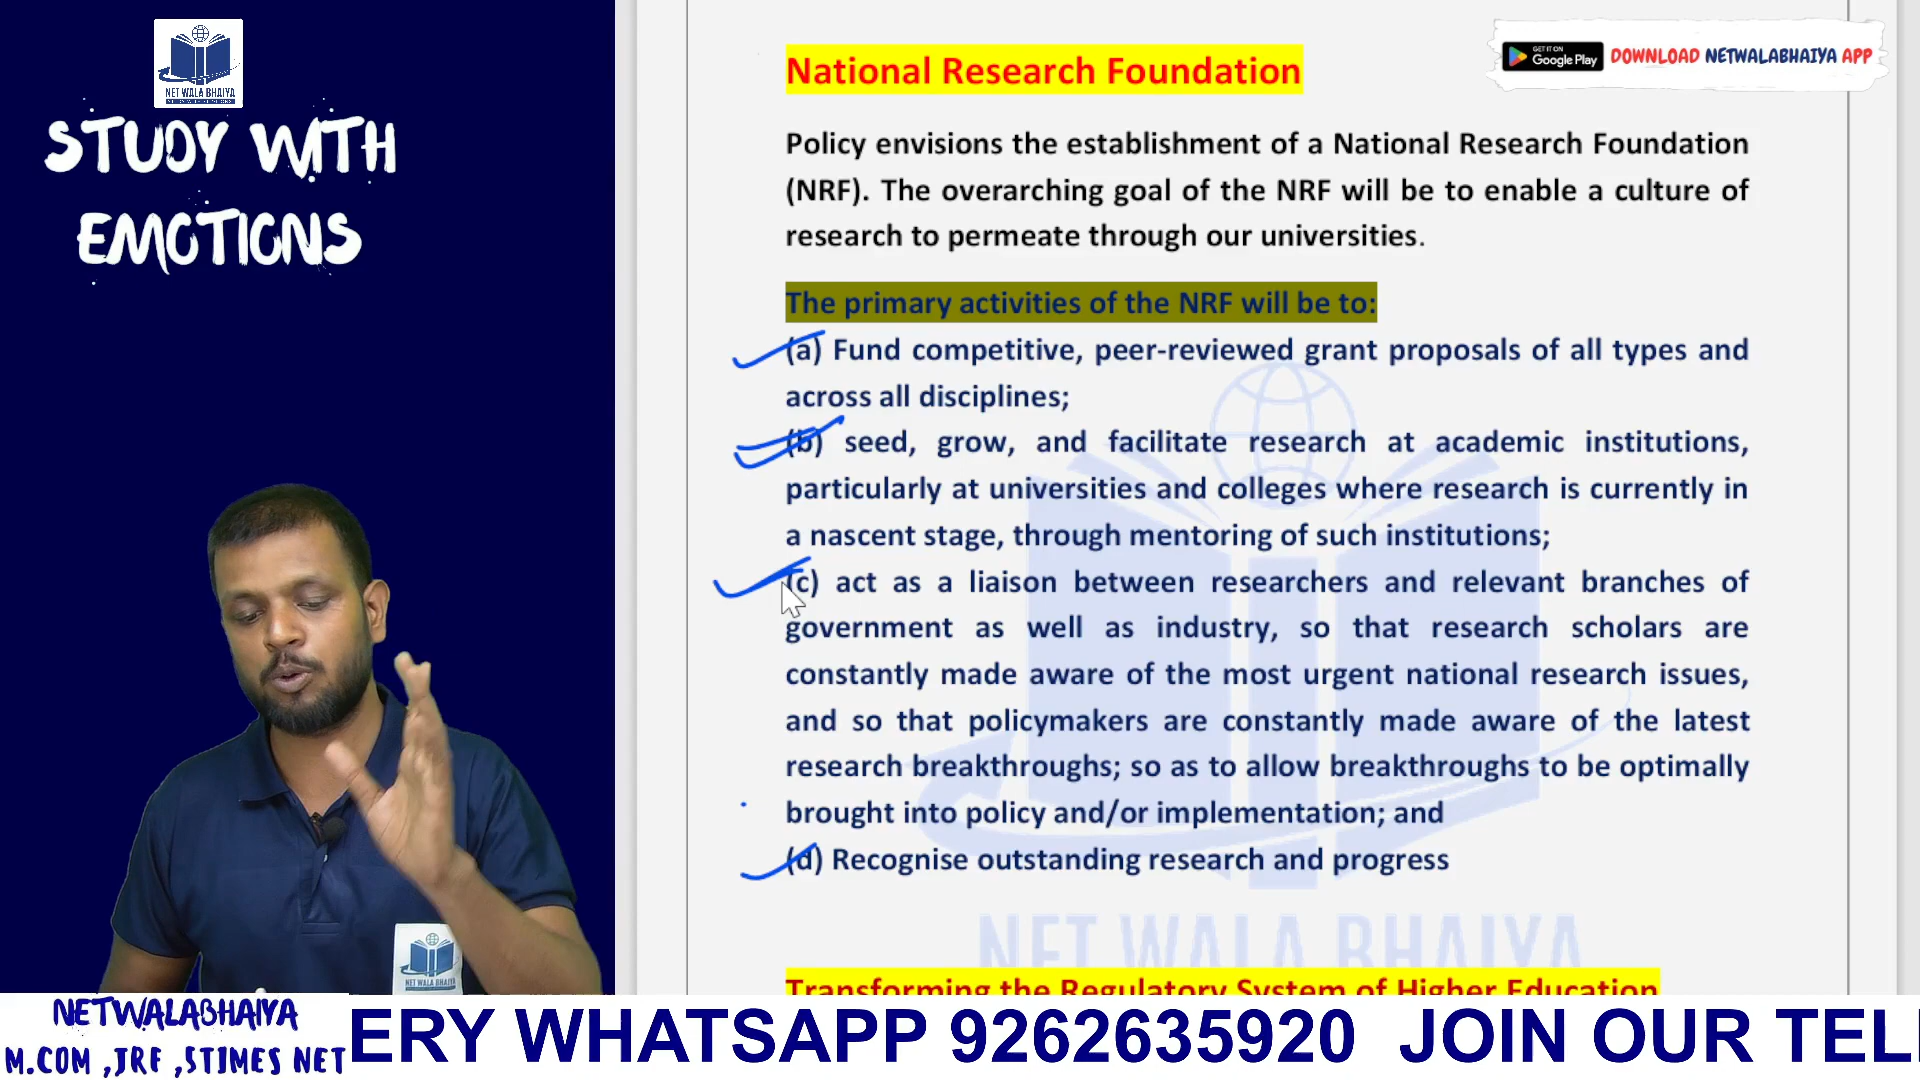 NET WALA BHAIYA
STUDY WITH
EMOTIONS
GET IT ON
Google Play
DOWNLOAD NETWALABHAIYA APP
National Research Foundation
Policy envisions the establishment of a National Research Foundation
(NRF). The overarching goal of the NRF will be to enable a culture of
research to permeate through our universities.
The primary activities of the NRF will be to:
(a) Fund competitive, peer-reviewed grant proposals of all types and
across all disciplines;
(b) seed, grow, and facilitate research at academic institutions,
particularly at universities and colleges where research is currently in
a nascent stage, through mentoring of such institutions;
(c) act as a liaison between researchers and relevant branches of
government as well as industry, so that research scholars are
constantly made aware of the most urgent national research issues,
and so that policymakers are constantly made aware of the latest
research breakthroughs; so as to allow breakthroughs to be optimally
brought into policy and/or implementation; and
(d) Recognise outstanding research and progress
NET WALA BHAIYA
Transforming the Regulatory System of Higher Education
NET WALA BHAIYA
NETWALABHAIYA
M.COM ,JRF ,5TIMES NET
ERY WHATSAPP 9262635920 JOIN OUR TEL